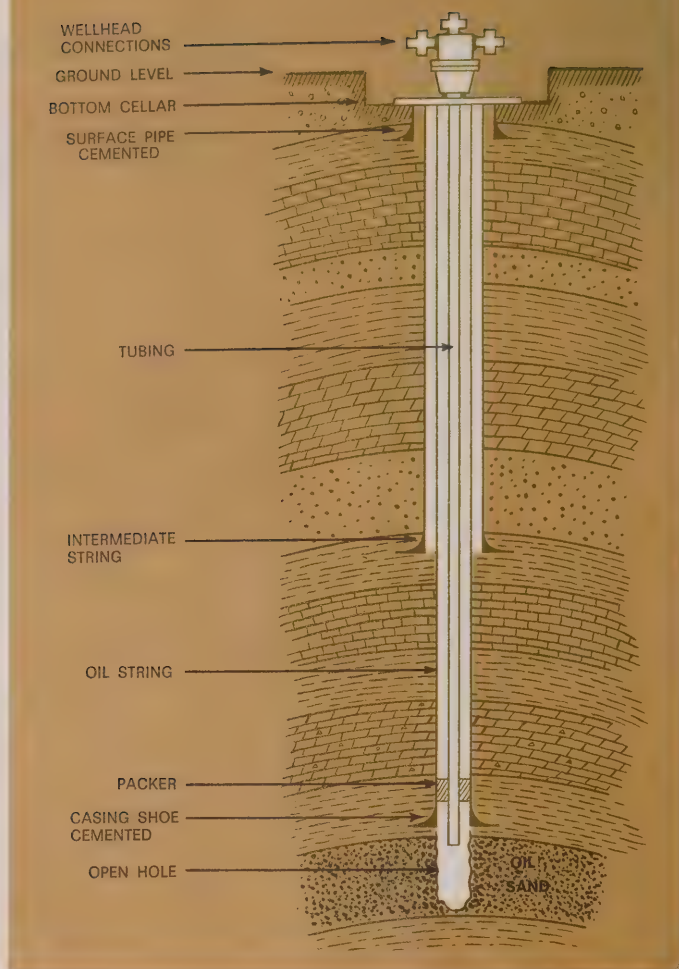 WELLHEAD
CONNECTIONS
GROUND LEVEL
BOTTOM CELLAR
SURFACE PIPE
CEMENTED
TUBING
INTERMEDIATE
STRING
OIL STRING
PACKER
CASING SHOE
CEMENTED
OPEN HOLE
OIL
SAND